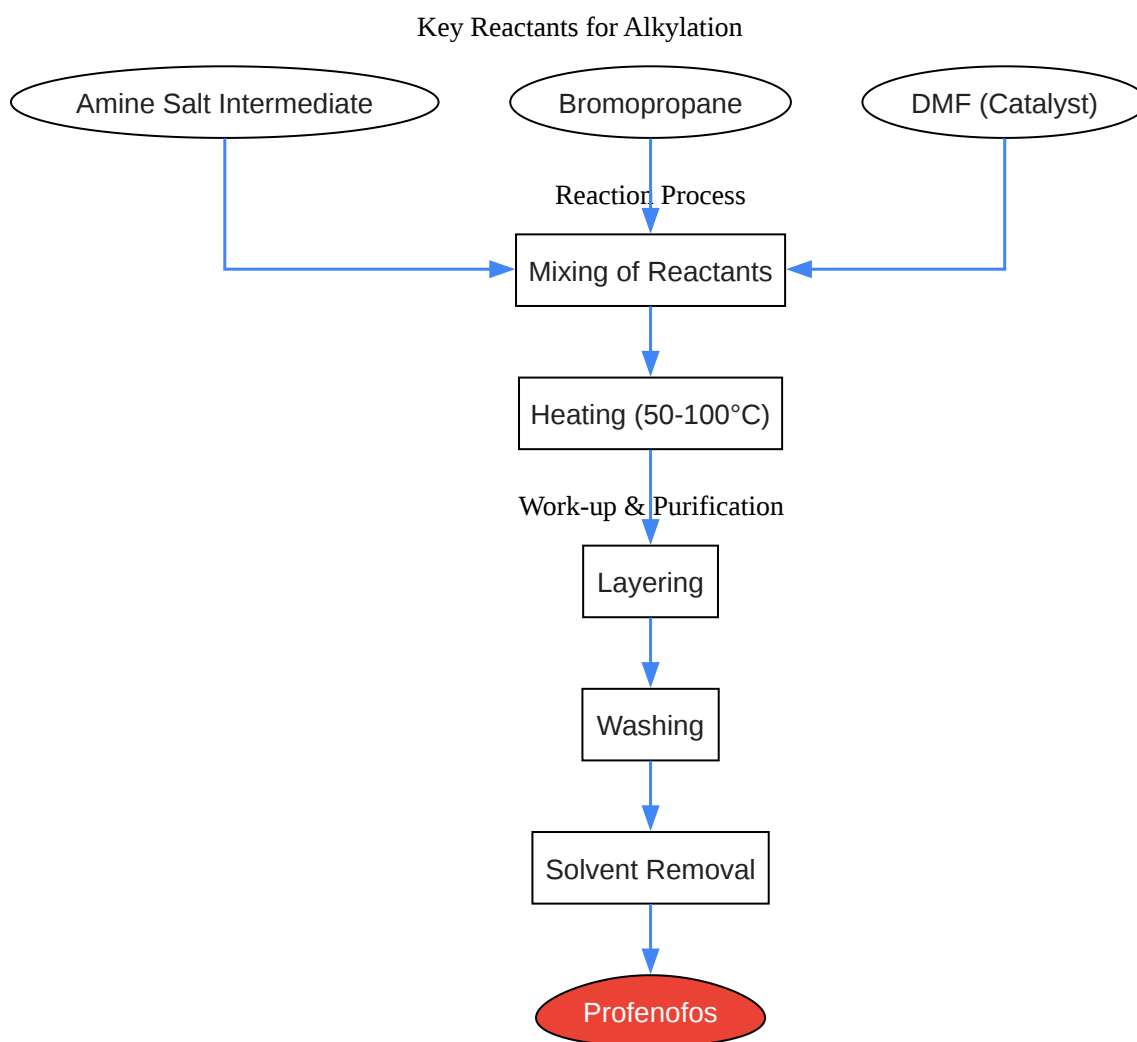 Key Reactants for Alkylation
Amine Salt Intermediate
Bromopropane
DMF (Catalyst)
Reaction Process
Mixing of Reactants
Heating (50-100°C)
Work-up & Purification
Layering
Washing
Solvent Removal
Profenofos